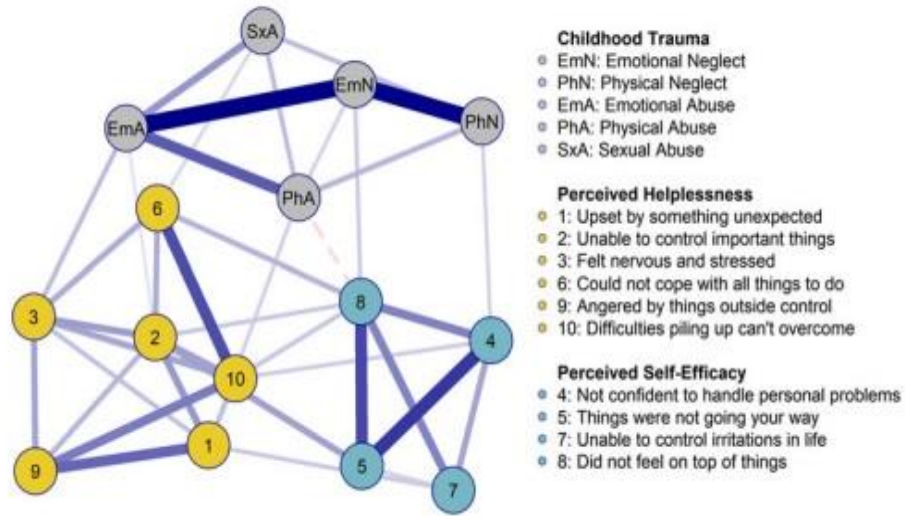 SxA
EmN
EmA
PhN
PhA
6
8
3
2
4
10
1
5
9
7
Childhood Trauma
EmN: Emotional Neglect
PhN: Physical Neglect
EmA: Emotional Abuse
PhA: Physical Abuse
SxA: Sexual Abuse
Perceived Helplessness
1: Upset by something unexpected
2: Unable to control important things
3: Felt nervous and stressed
6: Could not cope with all things to do
9: Angered by things outside control
10: Difficulties piling up can't overcome
Perceived Self-Efficacy
4: Not confident to handle personal problems
5: Things were not going your way
7: Unable to control irritations in life
8: Did not feel on top of things